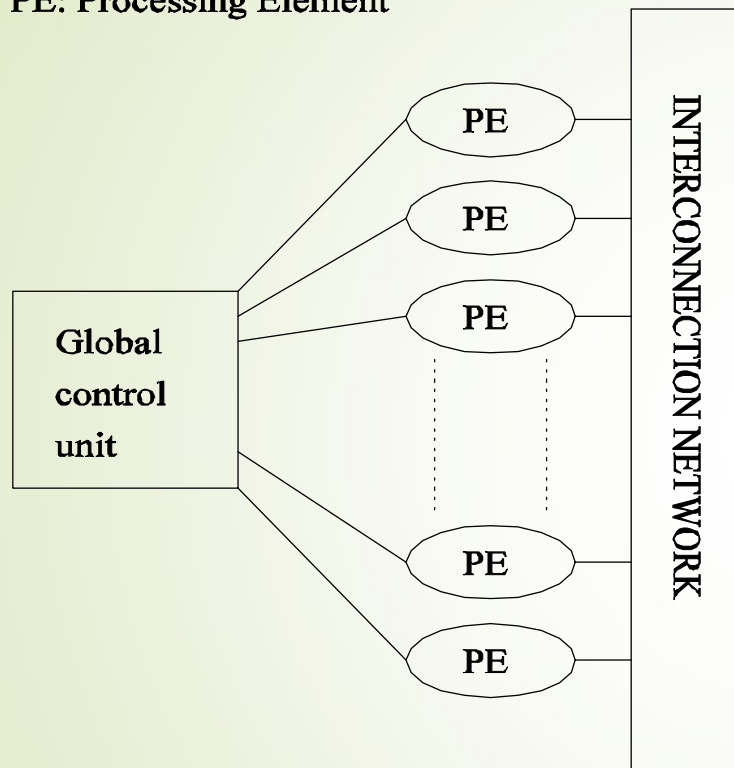 PE: Processing Element
PE
PE
PE
Global
control
unit
PE
PE
INTERCONNECTION NETWORK